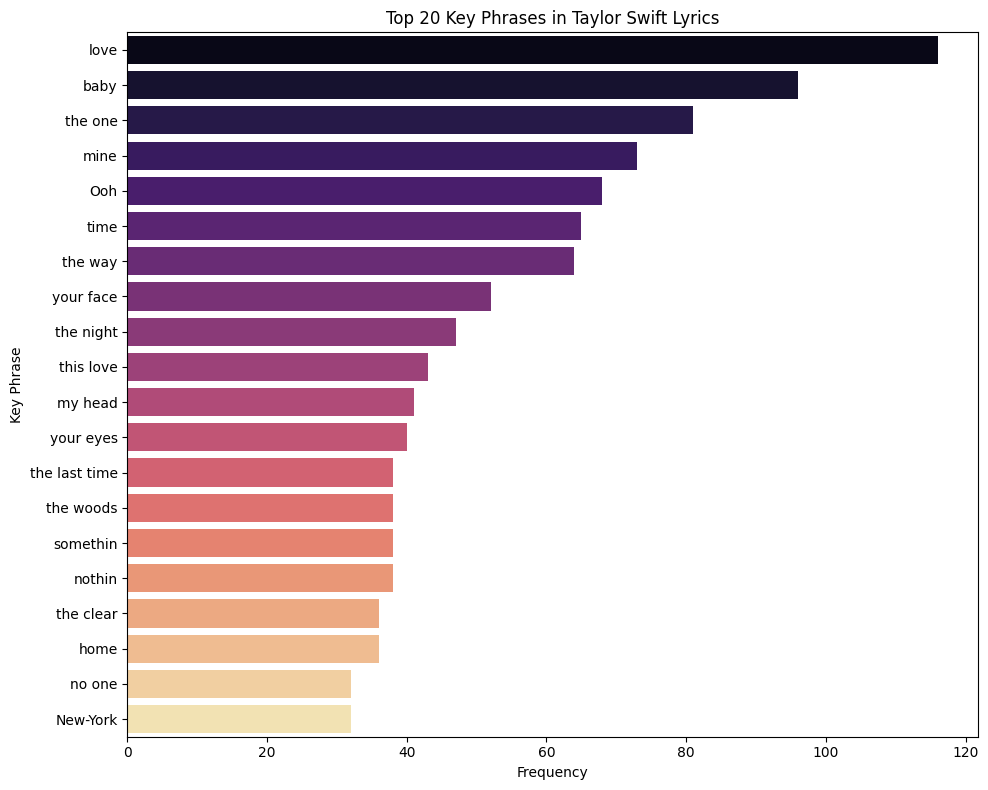 Top 20 Key Phrases in Taylor Swift Lyrics
Key Phrase
love
baby
the one
mine
Ooh
time
the way
your face
the night
this love
my head
your eyes
the last time
the woods
somethin
nothin
the clear
home
no one
New-York
0 20 40 60 80 100 120
Frequency